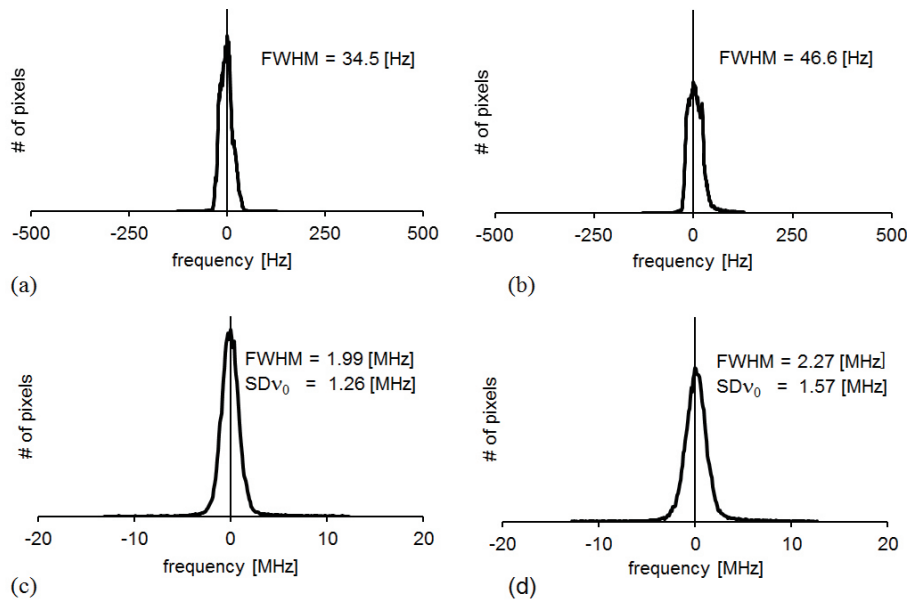 FWHM = 34.5 [Hz]
# of pixels
-500 -250 0 250 500
frequency [Hz]
(a)
FWHM = 46.6 [Hz]
# of pixels
-500 -250 0 250 500
frequency [Hz]
(b)
FWHM = 1.99 [MHz]
SDν₀ = 1.26 [MHz]
# of pixels
-20 -10 0 10 20
frequency [MHz]
(c)
FWHM = 2.27 [MHz]
SDν₀ = 1.57 [MHz]
# of pixels
-20 -10 0 10 20
frequency [MHz]
(d)